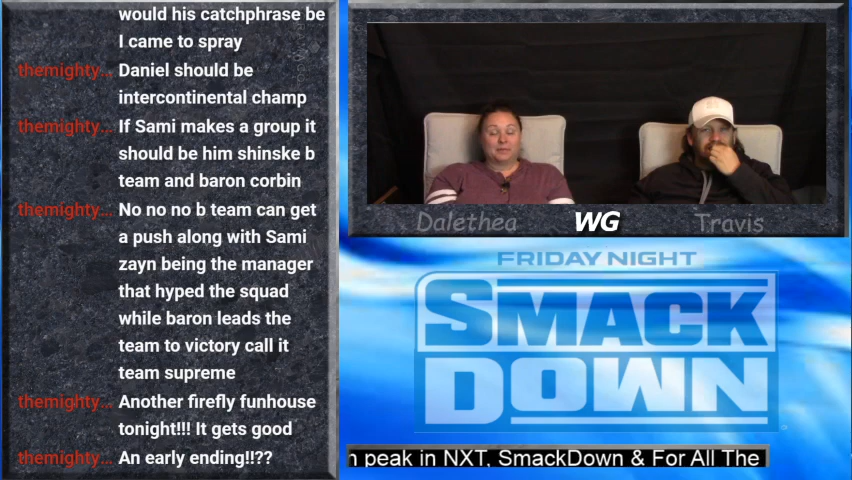 would his catchphrase be
I came to spray
themighty... Daniel should be
intercontinental champ
themighty... If Sami makes a group it
should be him shinske b
team and baron corbin
themighty... No no no b team can get
a push along with Sami
zayn being the manager
that hyped the squad
while baron leads the
team to victory call it
team supreme
themighty... Another firefly funhouse
tonight!!! It gets good
themighty... An early ending!!??
Dalethea WG Travis
FRIDAY NIGHT
SMACK
DOWN
peak in NXT, SmackDown & For All The